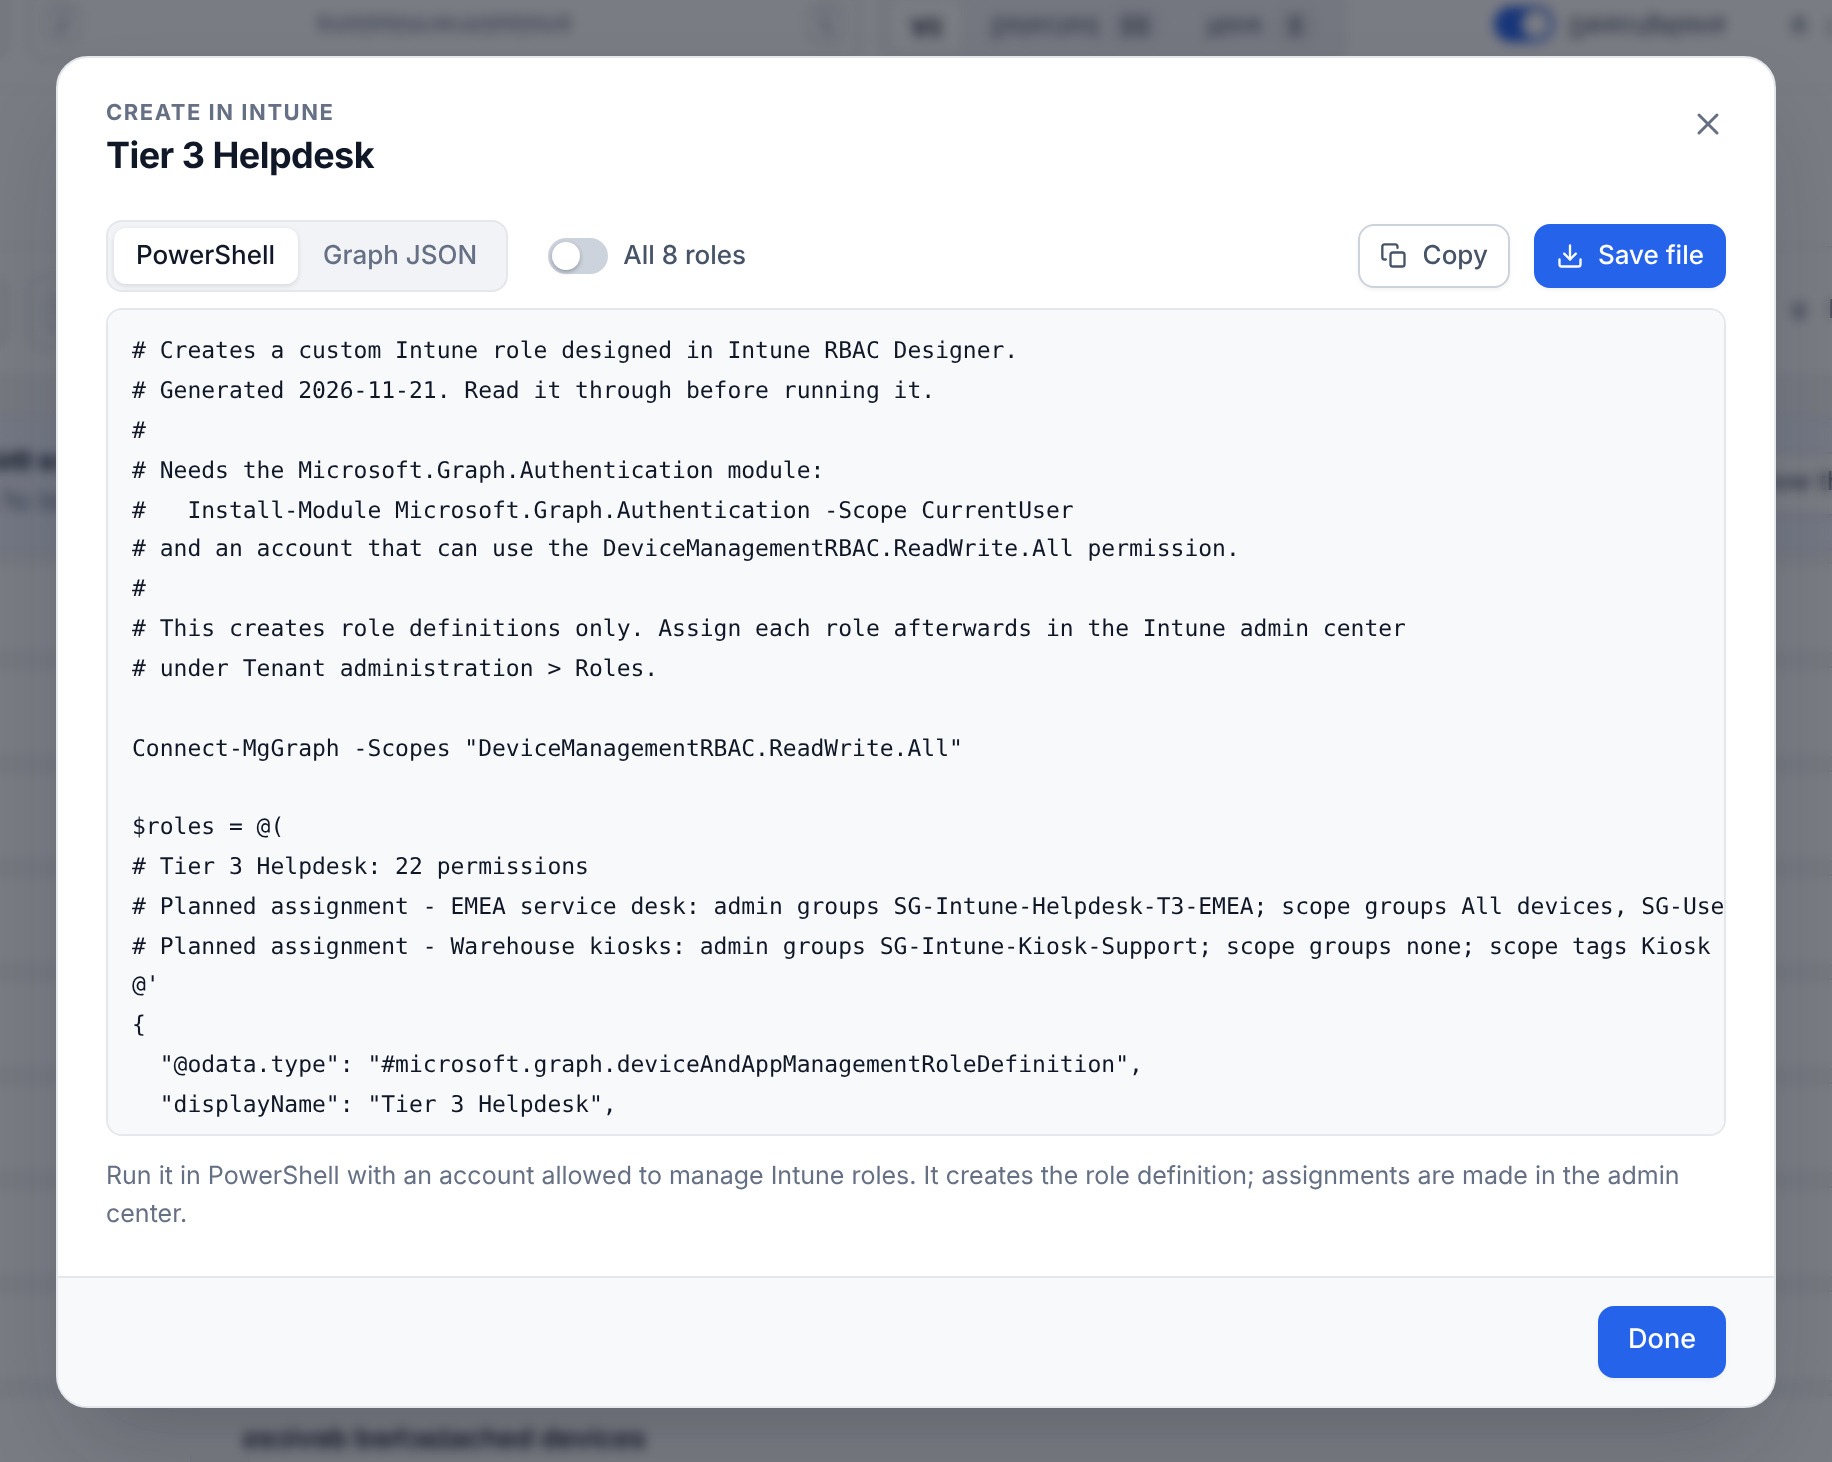 CREATE IN INTUNE
Tier 3 Helpdesk
PowerShell
Graph JSON
All 8 roles
Copy
Save file
# Creates a custom Intune role designed in Intune RBAC Designer.
# Generated 2026-11-21. Read it through before running it.
#
# Needs the Microsoft.Graph.Authentication module:
#   Install-Module Microsoft.Graph.Authentication -Scope CurrentUser
# and an account that can use the DeviceManagementRBAC.ReadWrite.All permission.
#
# This creates role definitions only. Assign each role afterwards in the Intune admin center
# under Tenant administration > Roles.
Connect-MgGraph -Scopes "DeviceManagementRBAC.ReadWrite.All"
$roles = @(
# Tier 3 Helpdesk: 22 permissions
# Planned assignment - EMEA service desk: admin groups SG-Intune-Helpdesk-T3-EMEA; scope groups All devices, SG-Use
# Planned assignment - Warehouse kiosks: admin groups SG-Intune-Kiosk-Support; scope groups none; scope tags Kiosk
@'
{
  "@odata.type": "#microsoft.graph.deviceAndAppManagementRoleDefinition",
  "displayName": "Tier 3 Helpdesk",
Run it in PowerShell with an account allowed to manage Intune roles. It creates the role definition; assignments are made in the admin
center.
Done